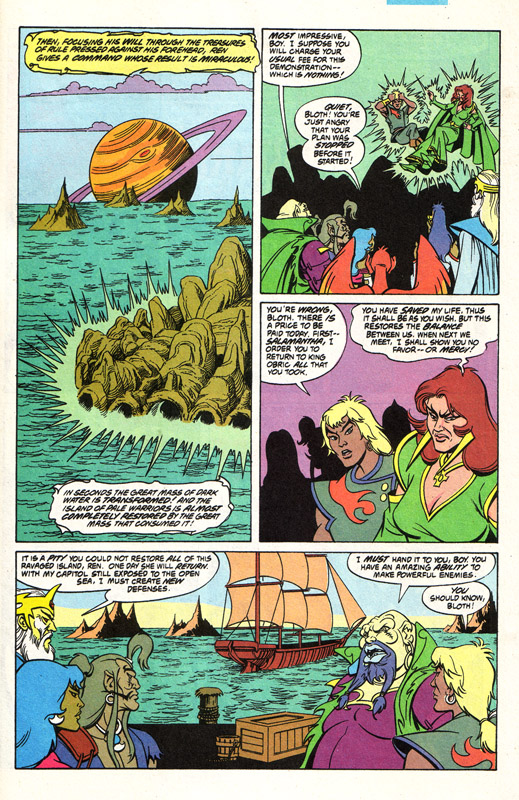 THEN, FOCUSING HIS WILL THROUGH THE TREASURES
OF RULE PRESSED AGAINST HIS FOREHEAD, REN
GIVES A COMMAND WHOSE RESULT IS MIRACULOUS!
IN SECONDS THE GREAT MASS OF DARK
WATER IS TRANSFORMED! AND THE
ISLAND OF PALE WARRIORS IS ALMOST
COMPLETELY RESTORED BY THE GREAT
MASS THAT CONSUMED IT!
MOST IMPRESSIVE,
BOY. I SUPPOSE YOU
WILL CHARGE YOUR
USUAL FEE FOR THIS
DEMONSTRATION--
WHICH IS NOTHING!
QUIET,
BLOTH! YOU'RE
JUST ANGRY
THAT YOUR
PLAN WAS
STOPPED
BEFORE IT
STARTED!
YOU'RE WRONG,
BLOTH. THERE IS
A PRICE TO BE
PAID TODAY. FIRST--
SALAMANTHA, I
ORDER YOU TO
RETURN TO KING
OBRIC ALL THAT
YOU TOOK.
YOU HAVE SAVED MY LIFE. THUS
IT SHALL BE AS YOU WISH. BUT THIS
RESTORES THE BALANCE
BETWEEN US. WHEN NEXT WE
MEET, I SHALL SHOW YOU NO
FAVOR-- OR MERCY!
IT IS A PITY YOU COULD NOT RESTORE ALL OF THIS
RAVAGED ISLAND, REN. ONE DAY SHE WILL RETURN.
WITH MY CAPITOL STILL EXPOSED TO THE OPEN
SEA, I MUST CREATE NEW
DEFENSES.
I MUST HAND IT TO YOU, BOY. YOU
HAVE AN AMAZING ABILITY TO
MAKE POWERFUL ENEMIES.
YOU
SHOULD KNOW,
BLOTH!